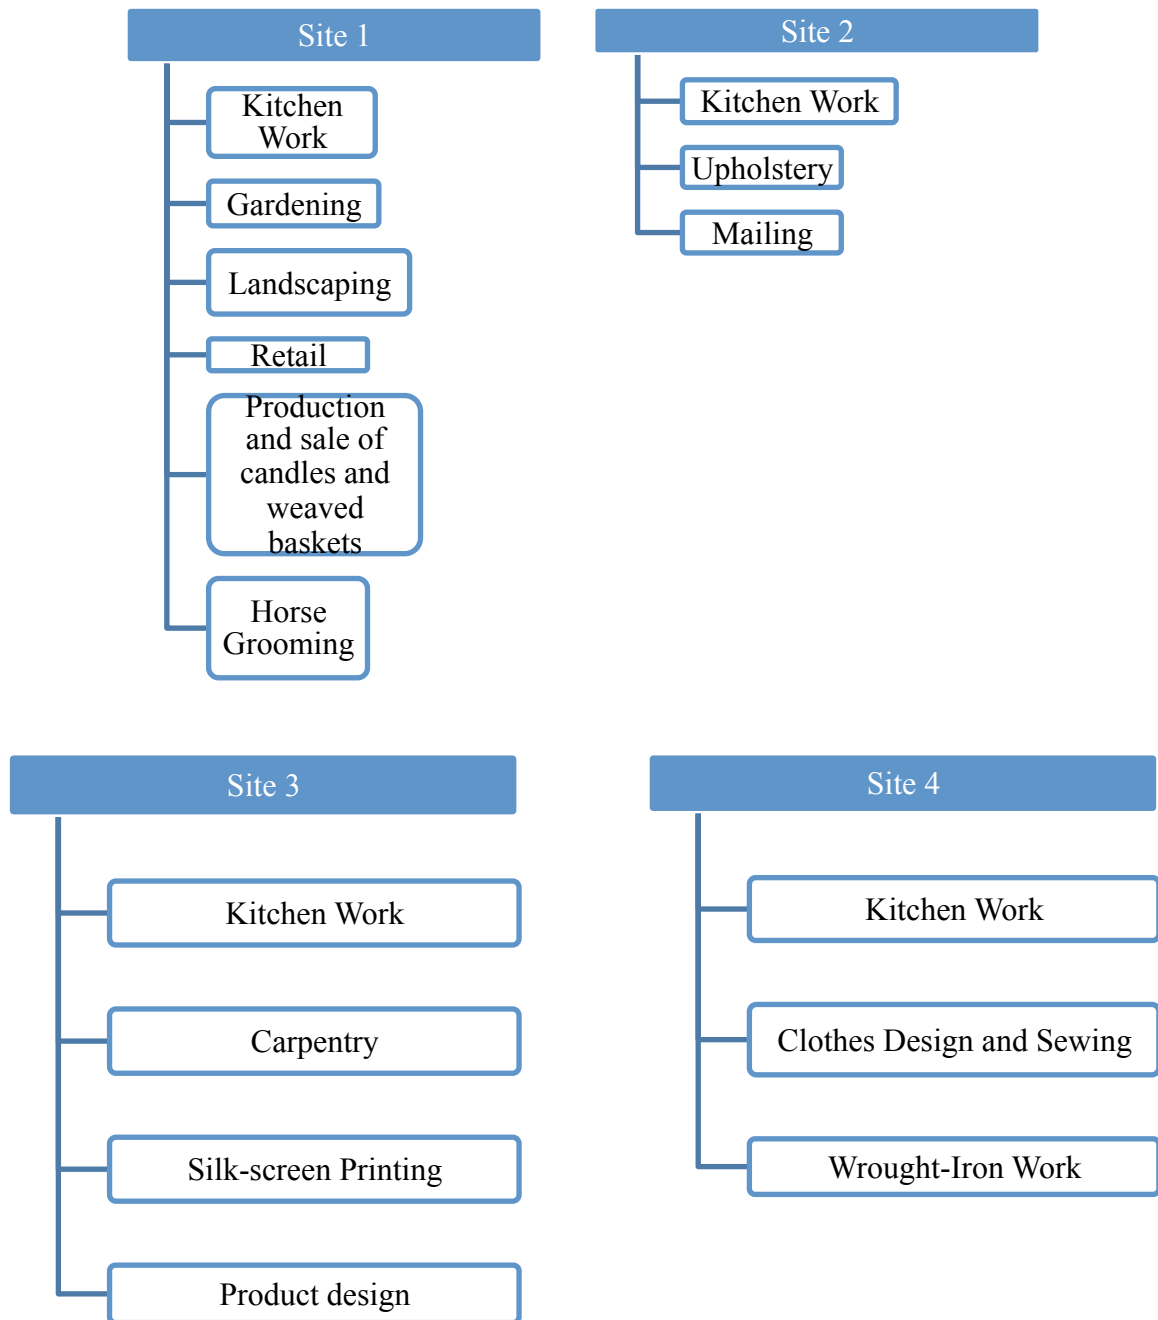 Site 1
Kitchen
Work
Gardening
Landscaping
Retail
Production
and sale of
candles and
weaved
baskets
Horse
Grooming
Site 2
Kitchen Work
Upholstery
Mailing
Site 3
Kitchen Work
Carpentry
Silk-screen Printing
Product design
Site 4
Kitchen Work
Clothes Design and Sewing
Wrought-Iron Work